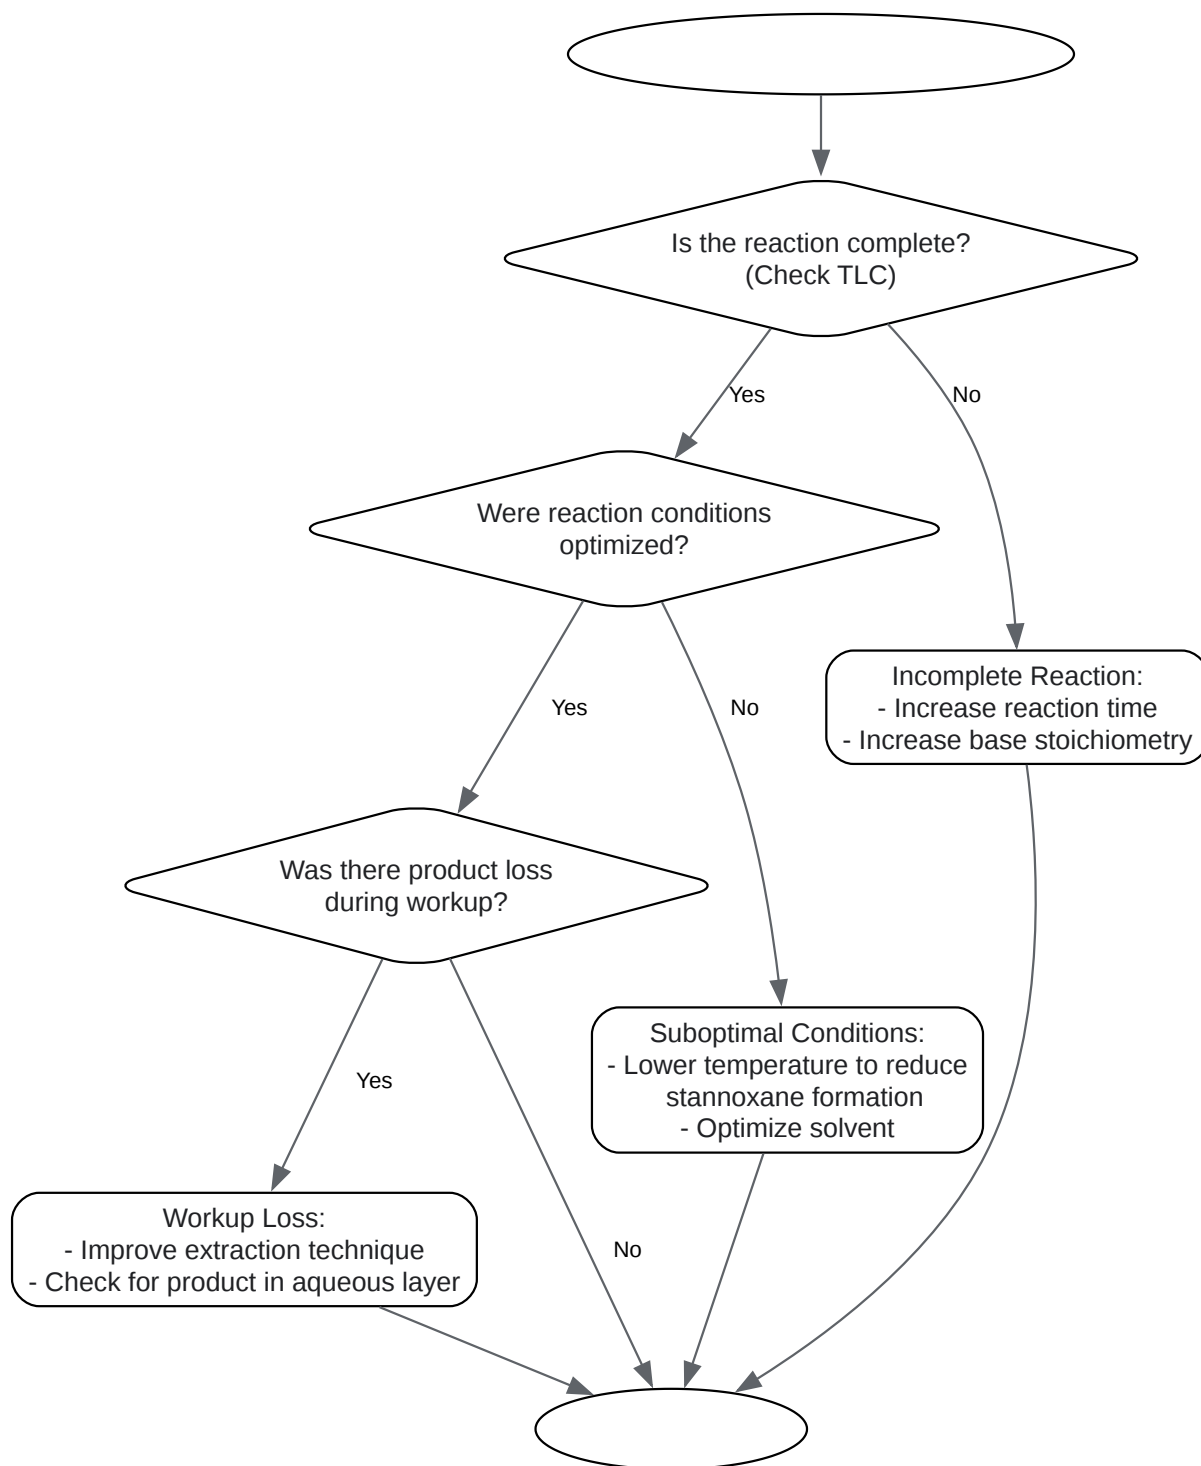 Is the reaction complete?
(Check TLC)
Yes
No
Were reaction conditions
optimized?
Yes
No
Incomplete Reaction:
- Increase reaction time
- Increase base stoichiometry
Was there product loss
during workup?
Yes
No
Suboptimal Conditions:
- Lower temperature to reduce
stannoxane formation
- Optimize solvent
Workup Loss:
- Improve extraction technique
- Check for product in aqueous layer